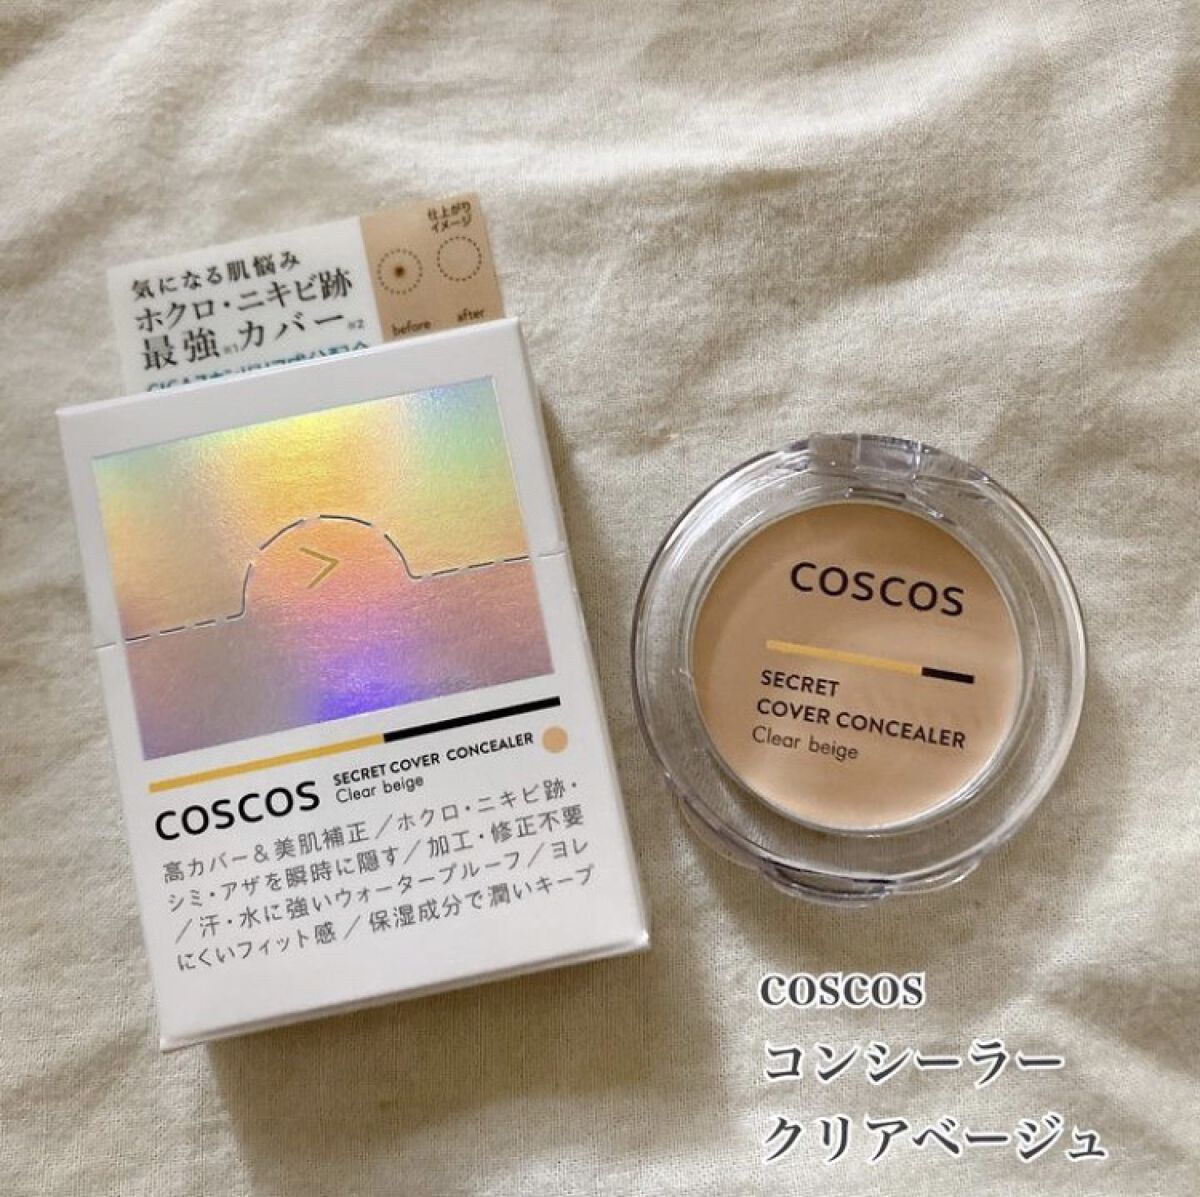 気になる肌悩み
ホクロ・ニキビ跡
最強※1カバー※2
仕上がり
イメージ
before
after
COSCOS
SECRET COVER CONCEALER
Clear beige
高カバー＆美肌補正／ホクロ・ニキビ跡・
シミ・アザを瞬時に隠す／加工・修正不要
／汗・水に強いウォータープルーフ／ヨレ
にくいフィット感／保湿成分で潤いキープ
COSCOS
SECRET
COVER CONCEALER
Clear beige
coscos
コンシーラー
クリアベージュ